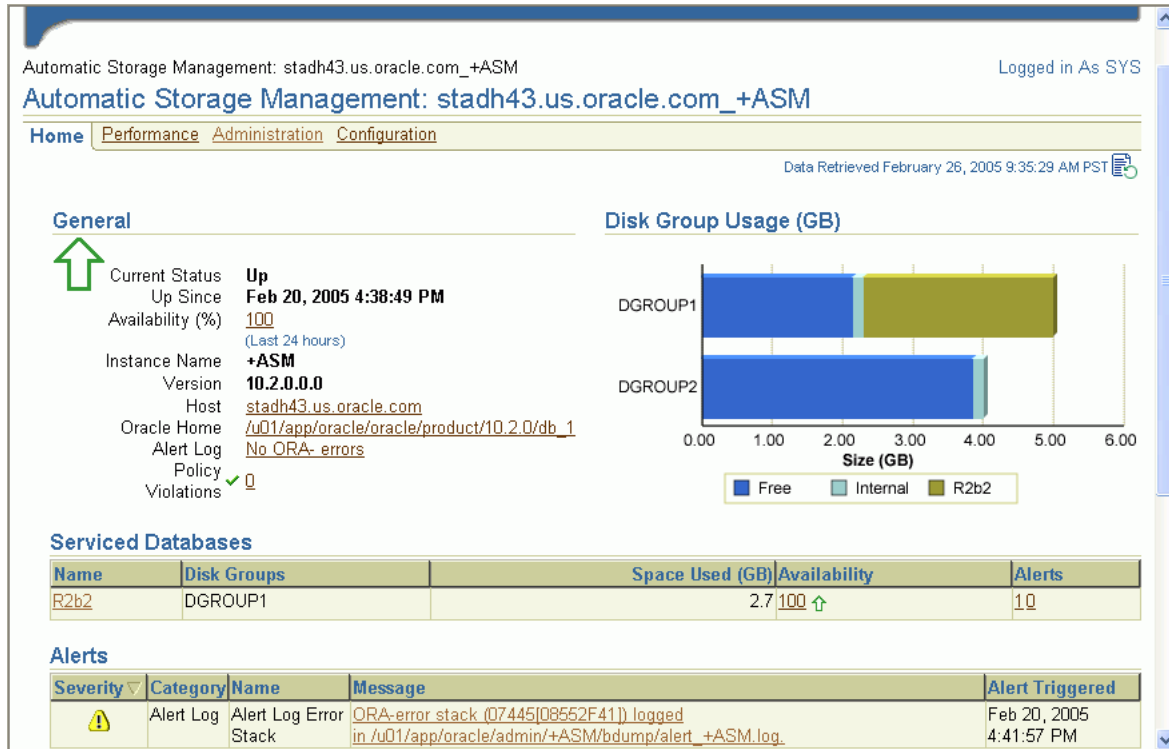 Automatic Storage Management: stadh43.us.oracle.com_+ASM
Logged in As SYS
Automatic Storage Management: stadh43.us.oracle.com_+ASM
Home Performance Administration Configuration
Data Retrieved February 26, 2005 9:35:29 AM PST
General
Current Status Up
Up Since Feb 20, 2005 4:38:49 PM
Availability (%) 100
(Last 24 hours)
Instance Name +ASM
Version 10.2.0.0.0
Host stadh43.us.oracle.com
Oracle Home /u01/app/oracle/oracle/product/10.2.0/db_1
Alert Log No ORA- errors
Policy
Violations 0
Disk Group Usage (GB)
DGROUP1
DGROUP2
0.00 1.00 2.00 3.00 4.00 5.00 6.00
Size (GB)
Free Internal R2b2
Serviced Databases
Name Disk Groups Space Used (GB) Availability Alerts
R2b2 DGROUP1 2.7 100 1 0
Alerts
Severity Category Name Message Alert Triggered
Alert Log Alert Log Error ORA-error stack (07445[08552F41]) logged Feb 20, 2005
Stack in /u01/app/oracle/admin/+ASM/bdump/alert_+ASM.log. 4:41:57 PM